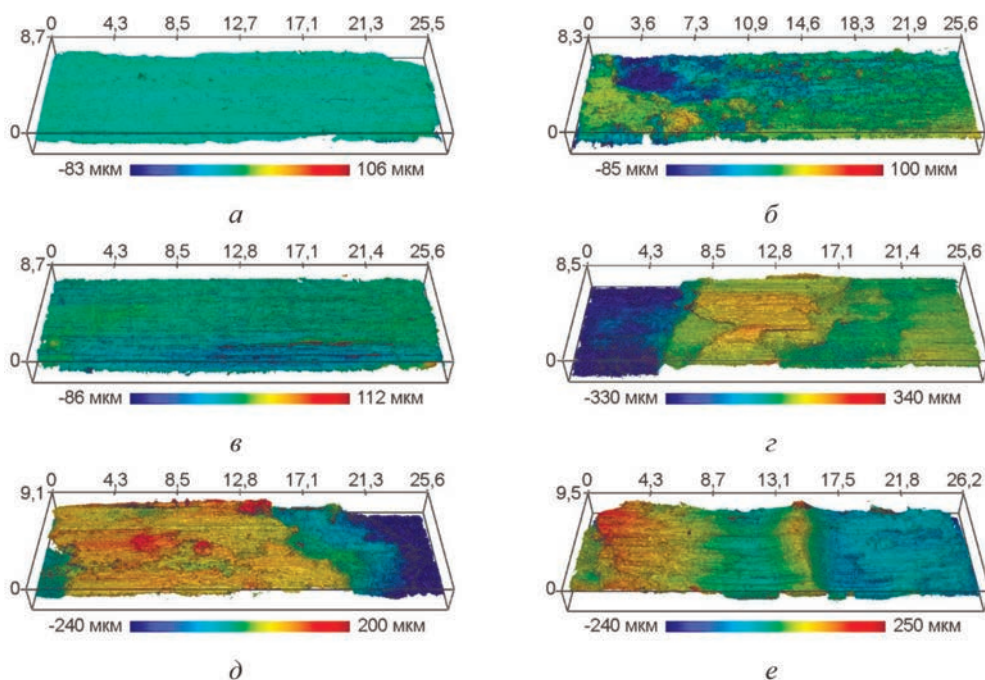 0 4,3 8,5 12,7 17,0 21,2 25,5
8,7
0
-83 мкм 106 мкм
а
0 3,6 7,3 10,9 14,6 18,3 21,9 25,6
8,3
0
-85 мкм 100 мкм
б
0 4,3 8,5 12,8 17,1 21,3 25,6
8,7
0
-86 мкм 112 мкм
в
0 4,3 8,5 12,8 17,1 21,4 25,6
8,5
0
-330 мкм 340 мкм
г
0 4,3 8,5 12,8 17,1 21,3 25,6
9,1
0
-240 мкм 200 мкм
д
0 4,4 8,7 13,1 17,5 21,8 26,2
9,5
0
-240 мкм 250 мкм
е